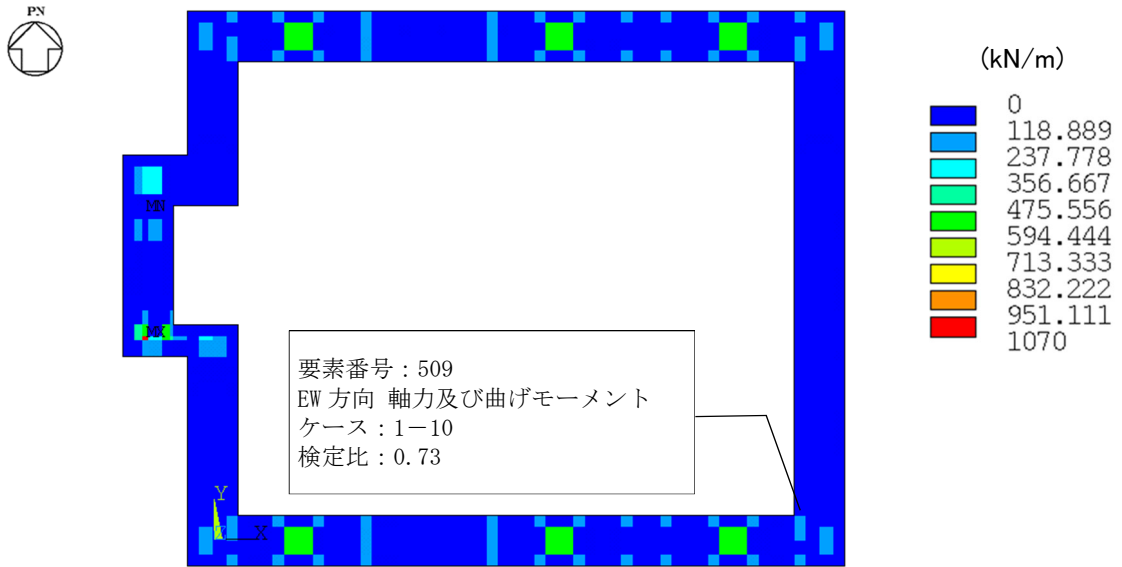 PN
(kN/m)
0
118.889
237.778
356.667
475.556
594.444
713.333
832.222
951.111
1070
MN
MX
要素番号：509
EW 方向 軸力及び曲げモーメント
ケース：1－10
検定比：0.73
Y
Z X